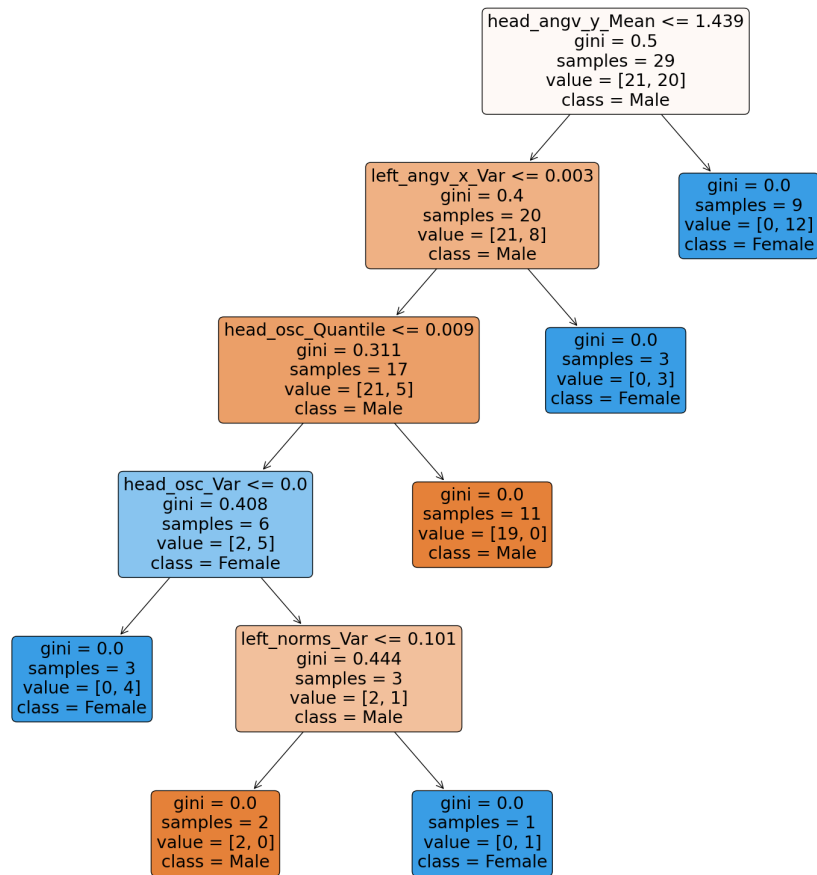 head_angv_y_Mean <= 1.439
gini = 0.5
samples = 29
value = [21, 20]
class = Male
left_angv_x_Var <= 0.003
gini = 0.4
samples = 20
value = [21, 8]
class = Male
gini = 0.0
samples = 9
value = [0, 12]
class = Female
head_osc_Quantile <= 0.009
gini = 0.311
samples = 17
value = [21, 5]
class = Male
gini = 0.0
samples = 3
value = [0, 3]
class = Female
head_osc_Var <= 0.0
gini = 0.408
samples = 6
value = [2, 5]
class = Female
gini = 0.0
samples = 11
value = [19, 0]
class = Male
gini = 0.0
samples = 3
value = [0, 4]
class = Female
left_norms_Var <= 0.101
gini = 0.444
samples = 3
value = [2, 1]
class = Male
gini = 0.0
samples = 2
value = [2, 0]
class = Male
gini = 0.0
samples = 1
value = [0, 1]
class = Female